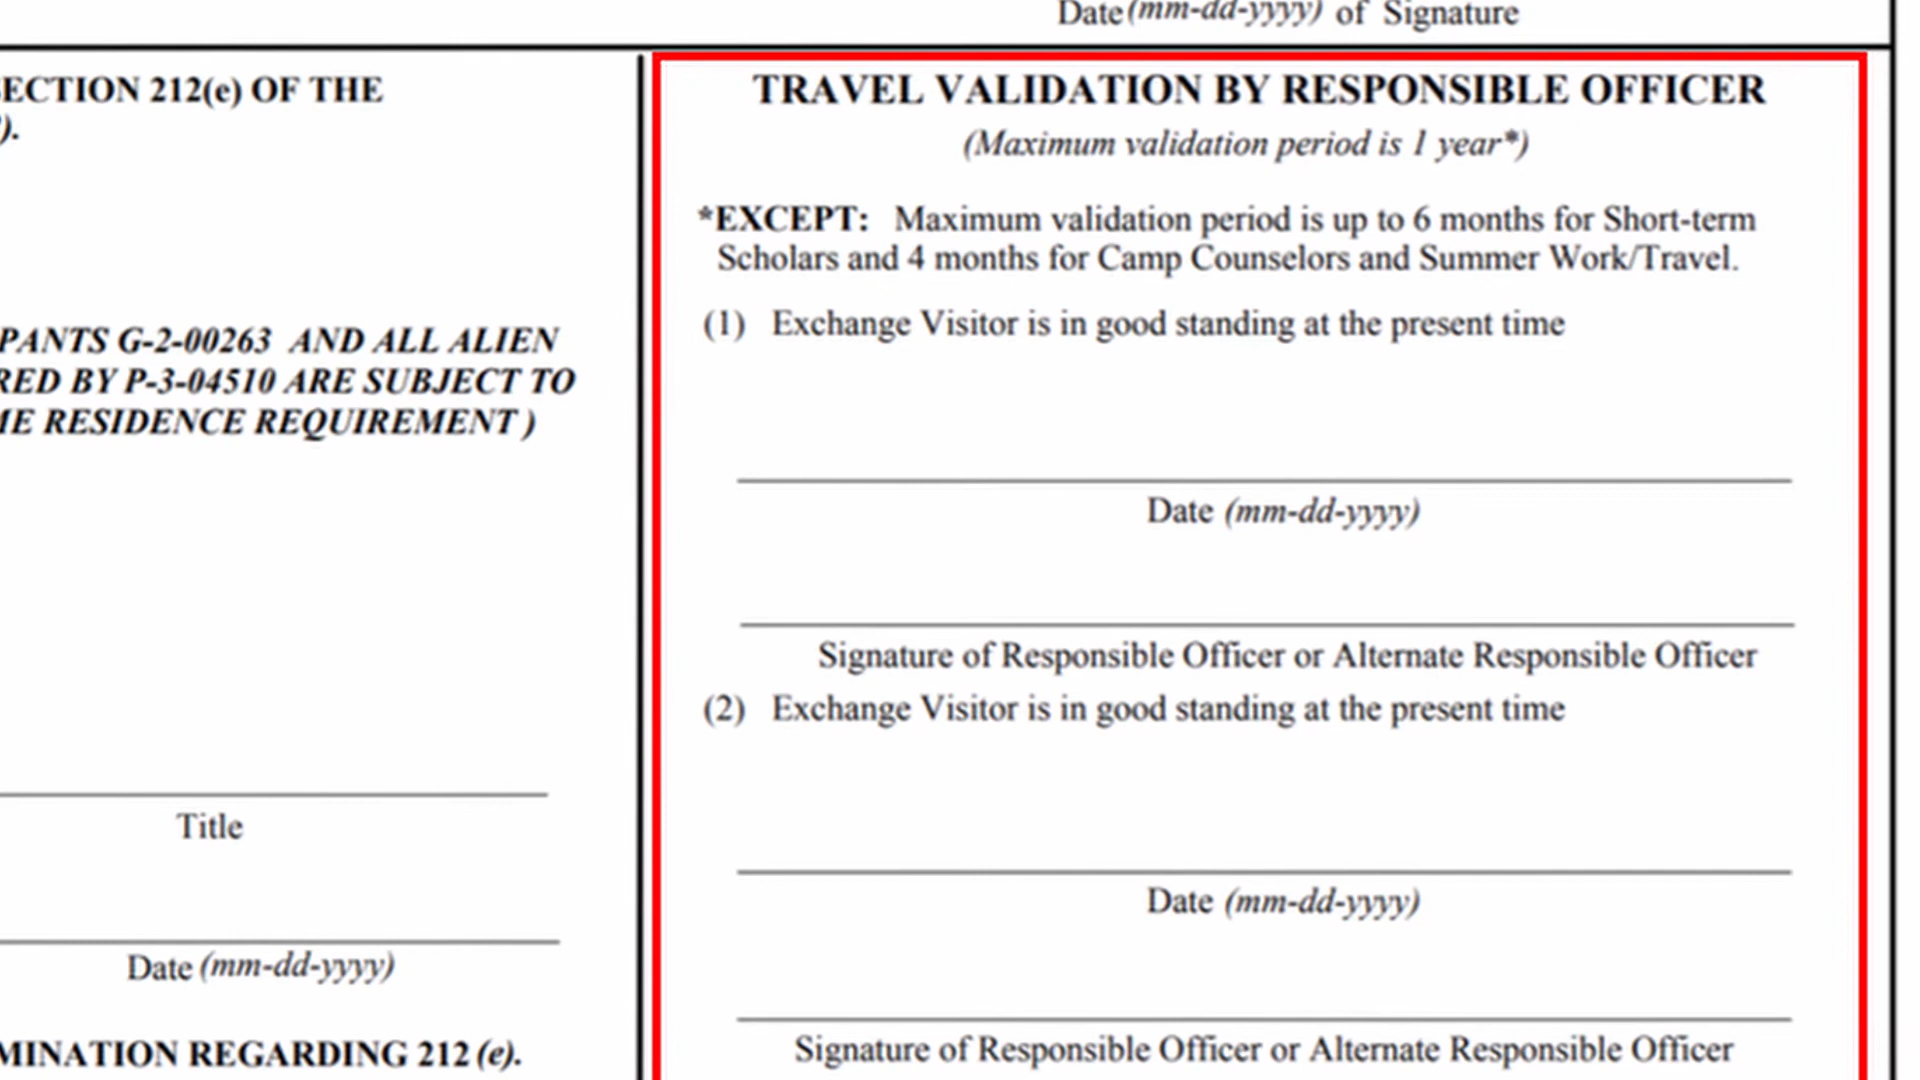 Date (mm-dd-yyyy) of Signature
ECTION 212(e) OF THE
).
PANTS G-2-00263 AND ALL ALIEN
RED BY P-3-04510 ARE SUBJECT TO
ME RESIDENCE REQUIREMENT )
Title
Date (mm-dd-yyyy)
MINATION REGARDING 212 (e).
TRAVEL VALIDATION BY RESPONSIBLE OFFICER
(Maximum validation period is 1 year*)
*EXCEPT: Maximum validation period is up to 6 months for Short-term
Scholars and 4 months for Camp Counselors and Summer Work/Travel.
(1) Exchange Visitor is in good standing at the present time
Date (mm-dd-yyyy)
Signature of Responsible Officer or Alternate Responsible Officer
(2) Exchange Visitor is in good standing at the present time
Date (mm-dd-yyyy)
Signature of Responsible Officer or Alternate Responsible Officer